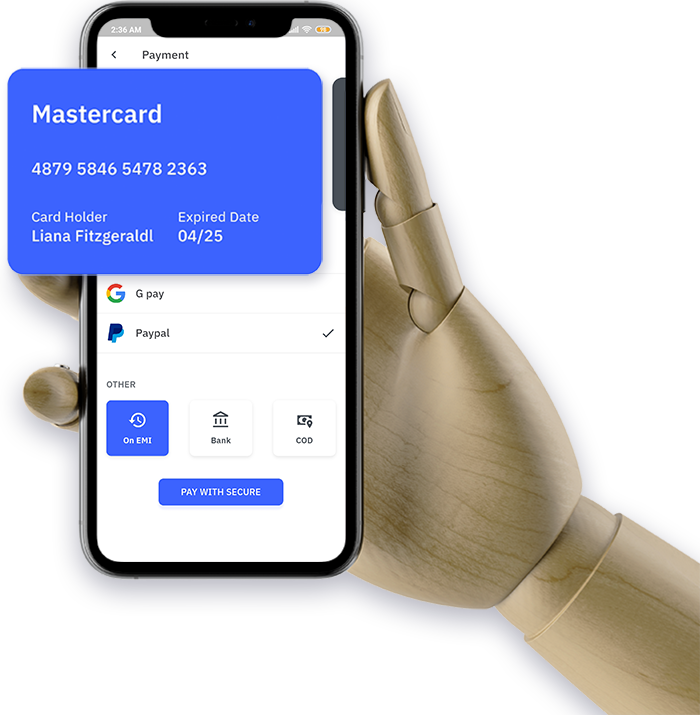 2:36 AM
Payment
Mastercard
4879 5846 5478 2363
Card Holder Expired Date
Liana Fitzgeraldl 04/25
G pay
Paypal
OTHER
On EMI Bank COD
PAY WITH SECURE